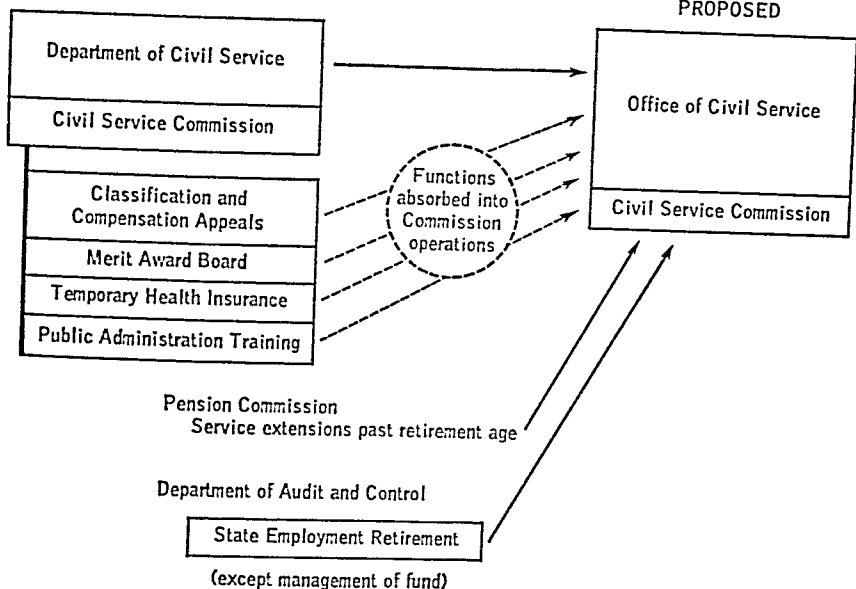 PROPOSED
Department of Civil Service
Civil Service Commission
Classification and
Compensation Appeals
Merit Award Board
Temporary Health Insurance
Public Administration Training
Functions
absorbed into
Commission
operations
Office of Civil Service
Civil Service Commission
Pension Commission
Service extensions past retirement age
Department of Audit and Control
State Employment Retirement
(except management of fund)